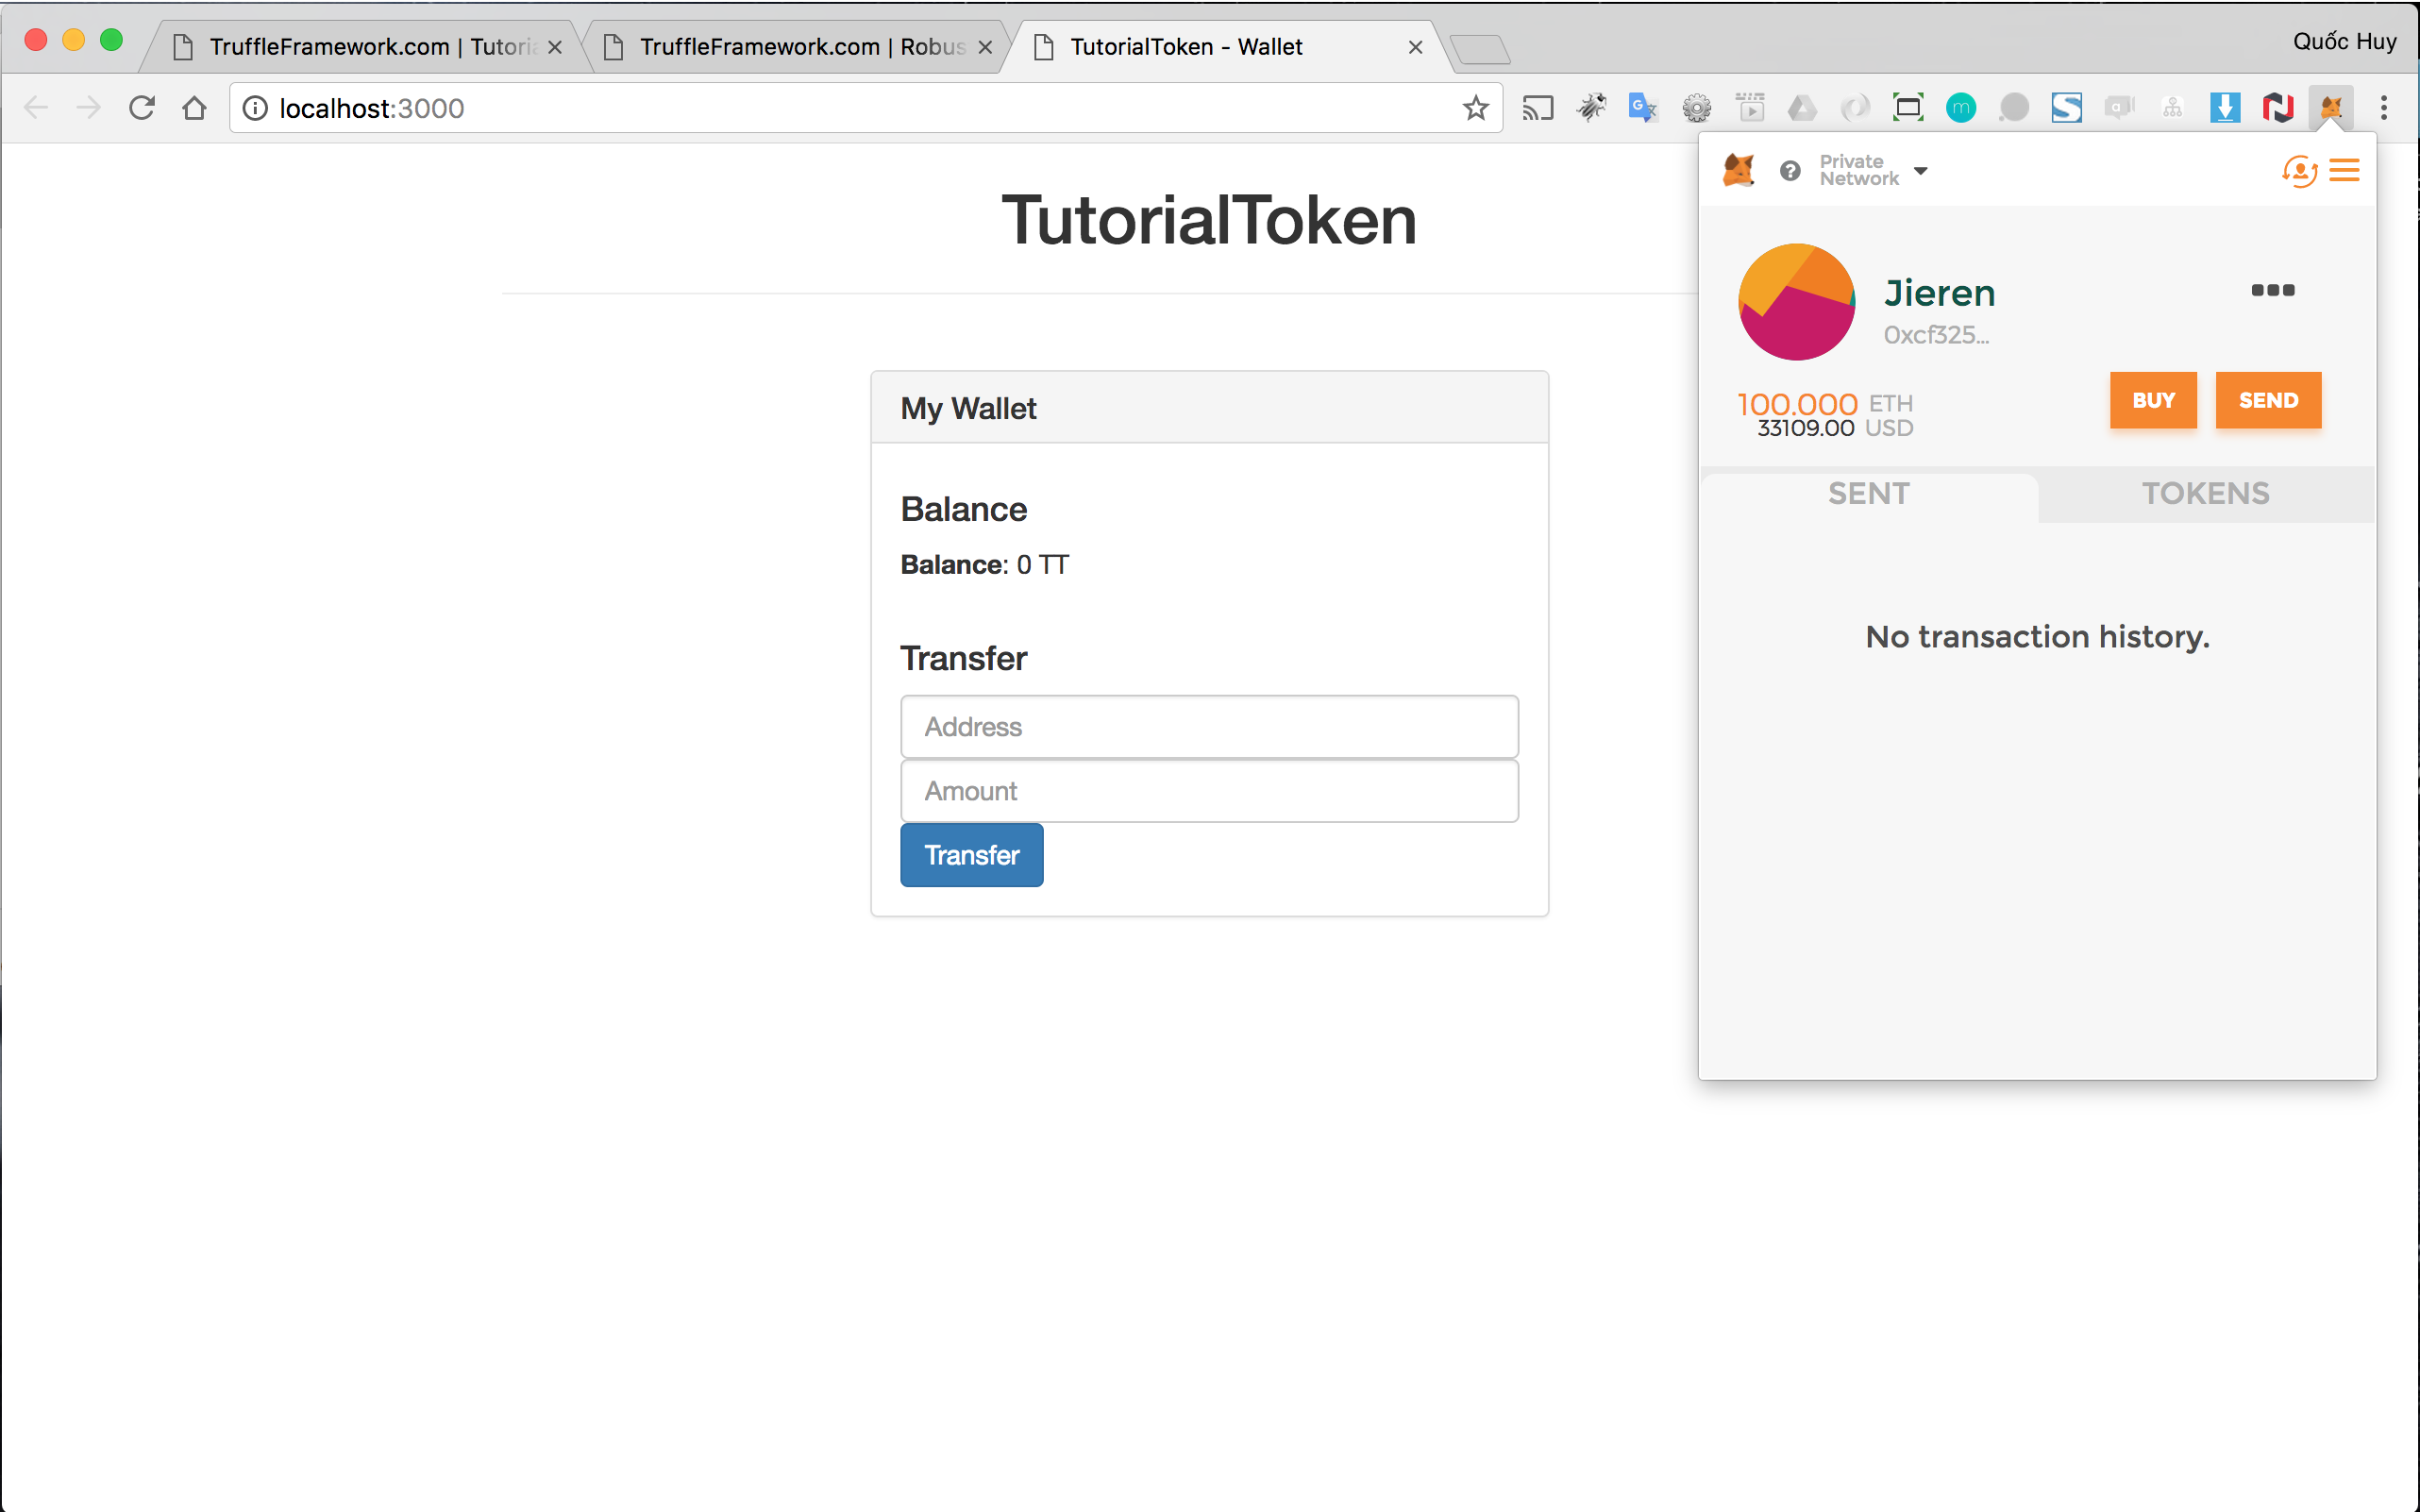 TruffleFramework.com | Tutoria
TruffleFramework.com | Robus
TutorialToken - Wallet
Quốc Huy
localhost:3000
Private
Network
TutorialToken
Jieren
0xcf325...
100.000 ETH
33109.00 USD
BUY
SEND
SENT
TOKENS
No transaction history.
My Wallet
Balance
Balance: 0 TT
Transfer
Address
Amount
Transfer